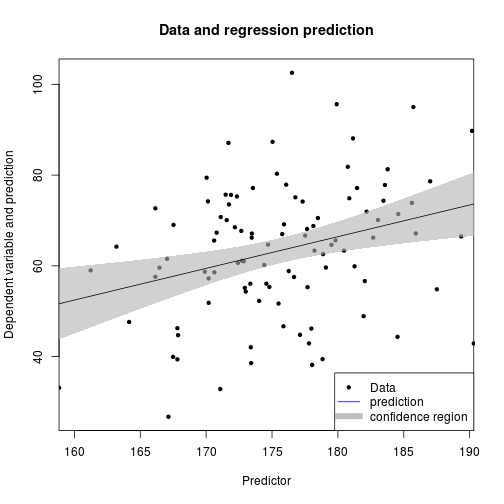 Data and regression prediction
Dependent variable and prediction
100
80
60
40
160
165
170
175
180
185
190
Predictor
Data
prediction
confidence region